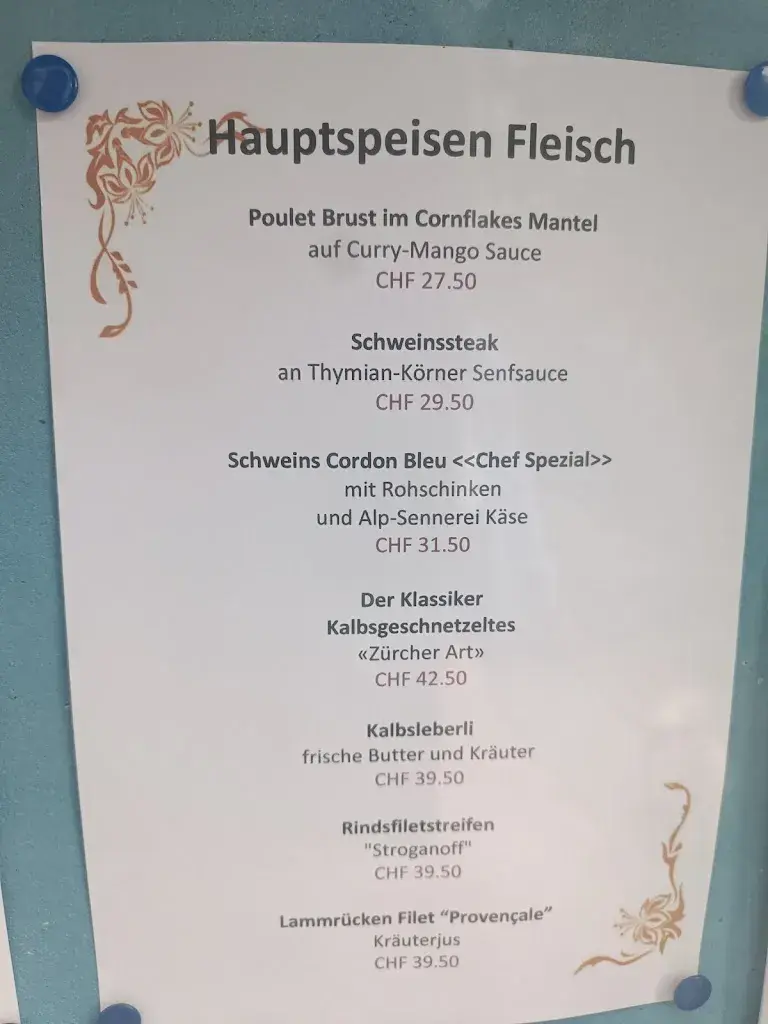 Hauptspeisen Fleisch
Poulet Brust im Cornflakes Mantel
auf Curry-Mango Sauce
CHF 27.50
Schweinssteak
an Thymian-Körner Senfsauce
CHF 29.50
Schweins Cordon Bleu <<Chef Spezial>>
mit Rohschinken
und Alp-Sennerei Käse
CHF 31.50
Der Klassiker
Kalbsgeschnetzeltes
«Zürcher Art»
CHF 42.50
Kalbsleberli
frische Butter und Kräuter
CHF 39.50
Rindsfiletstreifen
"Stroganoff"
CHF 39.50
Lammrücken Filet “Provençale”
Kräuterjus
CHF 39.50